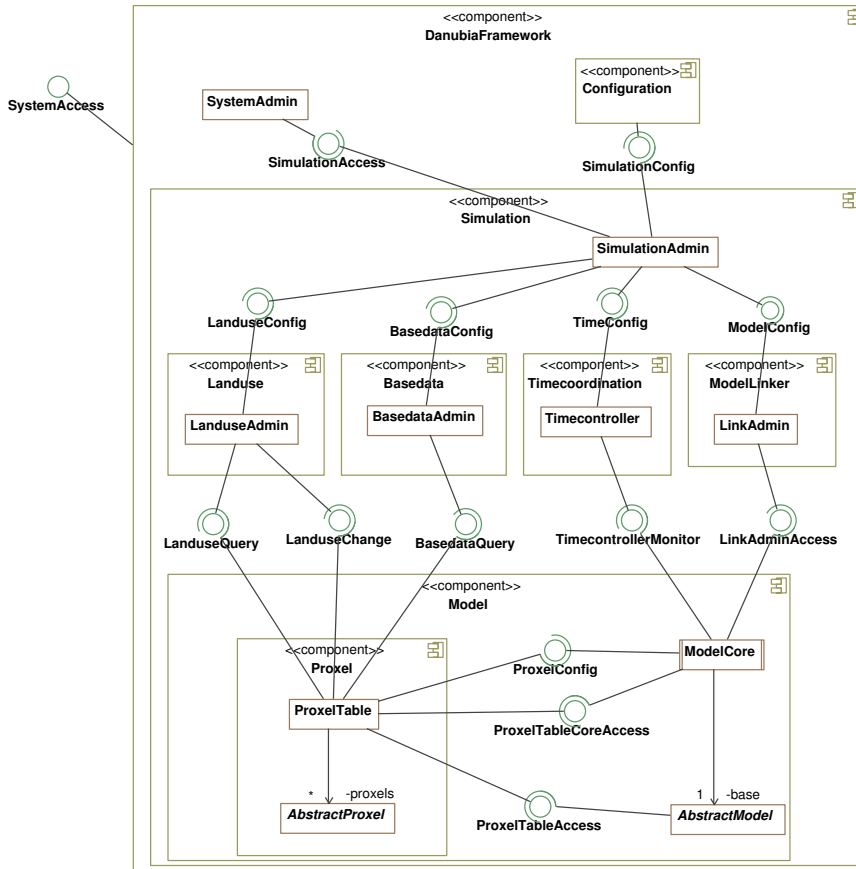 <<component>>
DanubiaFramework
SystemAccess
SystemAdmin
<<component>>
Configuration
SimulationAccess
SimulationConfig
<<component>>
Simulation
SimulationAdmin
LanduseConfig
BasedataConfig
TimeConfig
ModelConfig
<<component>>
Landuse
<<component>>
Basedata
<<component>>
Timecoordination
<<component>>
ModelLinker
LanduseAdmin
BasedataAdmin
Timecontroller
LinkAdmin
LanduseQuery
LanduseChange
BasedataQuery
TimecontrollerMonitor
LinkAdminAccess
<<component>>
Model
<<component>>
Proxel
ProxelConfig
ModelCore
ProxelTable
ProxelTableCoreAccess
* -proxels
AbstractProxel
ProxelTableAccess
1 -base
AbstractModel